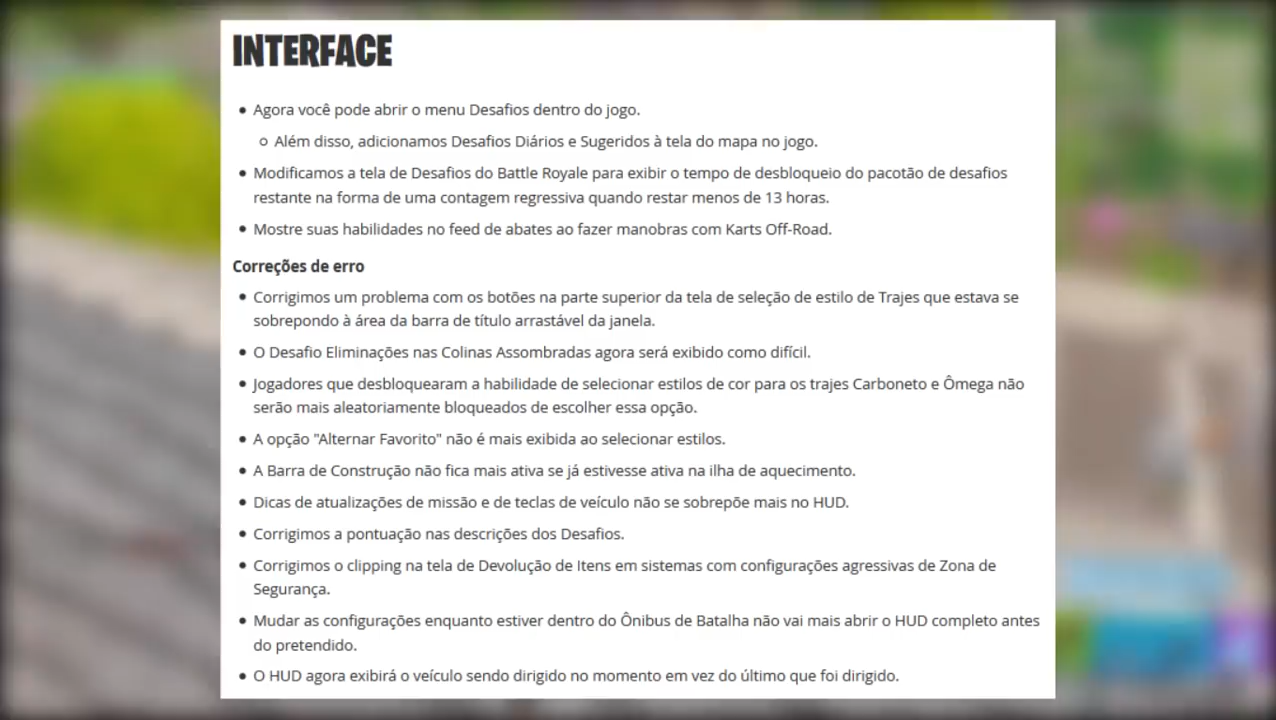 INTERFACE
• Agora você pode abrir o menu Desafios dentro do jogo.
◦ Além disso, adicionamos Desafios Diários e Sugeridos à tela do mapa no jogo.
• Modificamos a tela de Desafios do Battle Royale para exibir o tempo de desbloqueio do pacotão de desafios
restante na forma de uma contagem regressiva quando restar menos de 13 horas.
• Mostre suas habilidades no feed de abates ao fazer manobras com Karts Off-Road.
Correções de erro
• Corrigimos um problema com os botões na parte superior da tela de seleção de estilo de Trajes que estava se
sobrepondo à área da barra de título arrastável da janela.
• O Desafio Eliminações nas Colinas Assombradas agora será exibido como difícil.
• Jogadores que desbloquearam a habilidade de selecionar estilos de cor para os trajes Carboneto e Ômega não
serão mais aleatoriamente bloqueados de escolher essa opção.
• A opção "Alternar Favorito" não é mais exibida ao selecionar estilos.
• A Barra de Construção não fica mais ativa se já estivesse ativa na ilha de aquecimento.
• Dicas de atualizações de missão e de teclas de veículo não se sobrepõe mais no HUD.
• Corrigimos a pontuação nas descrições dos Desafios.
• Corrigimos o clipping na tela de Devolução de Itens em sistemas com configurações agressivas de Zona de
Segurança.
• Mudar as configurações enquanto estiver dentro do Ônibus de Batalha não vai mais abrir o HUD completo antes
do pretendido.
• O HUD agora exibirá o veículo sendo dirigido no momento em vez do último que foi dirigido.